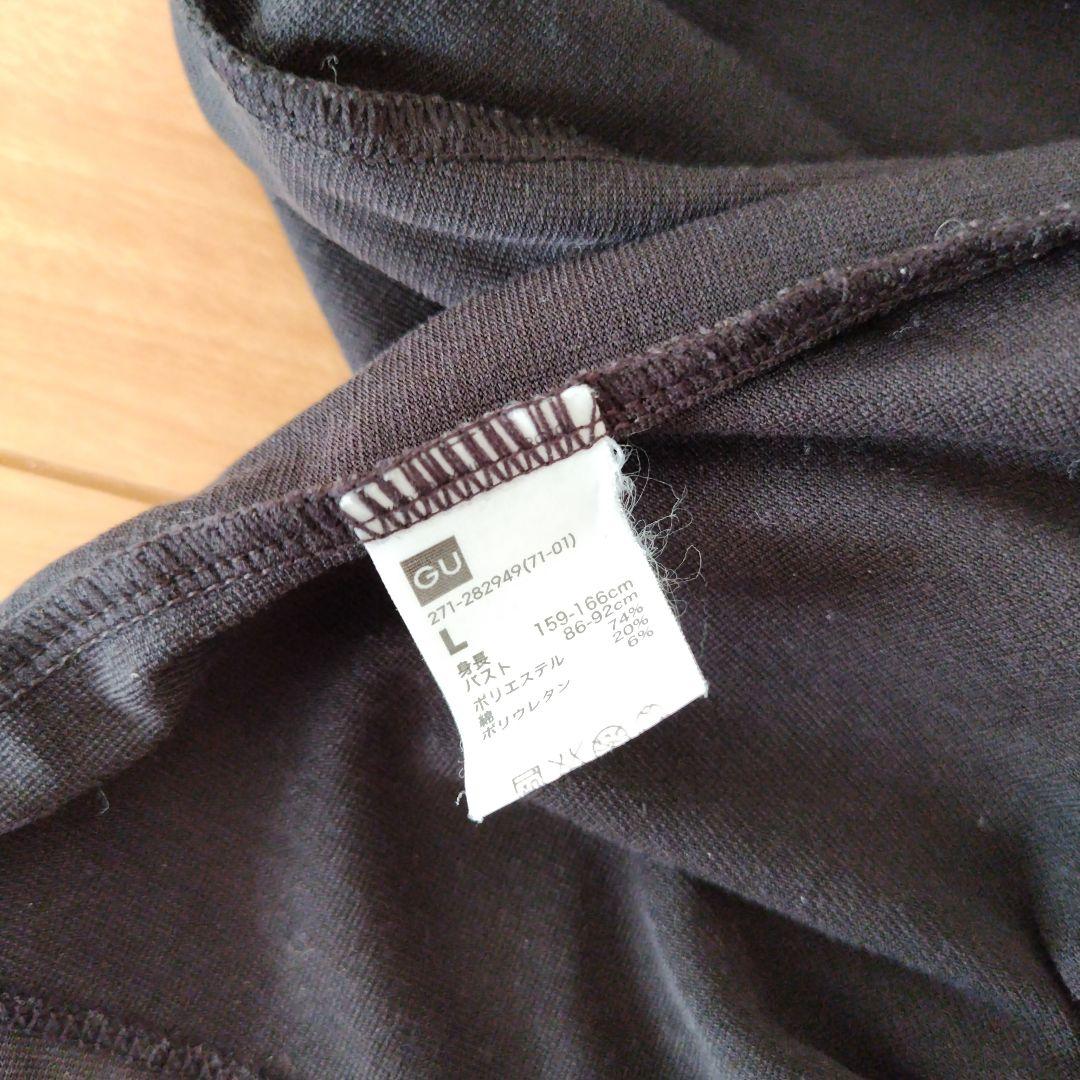 GU
271-282949(71-01)
L
身長 159-166cm
バスト 86-92cm
ポリエステル 74%
綿 20%
ポリウレタン 6%